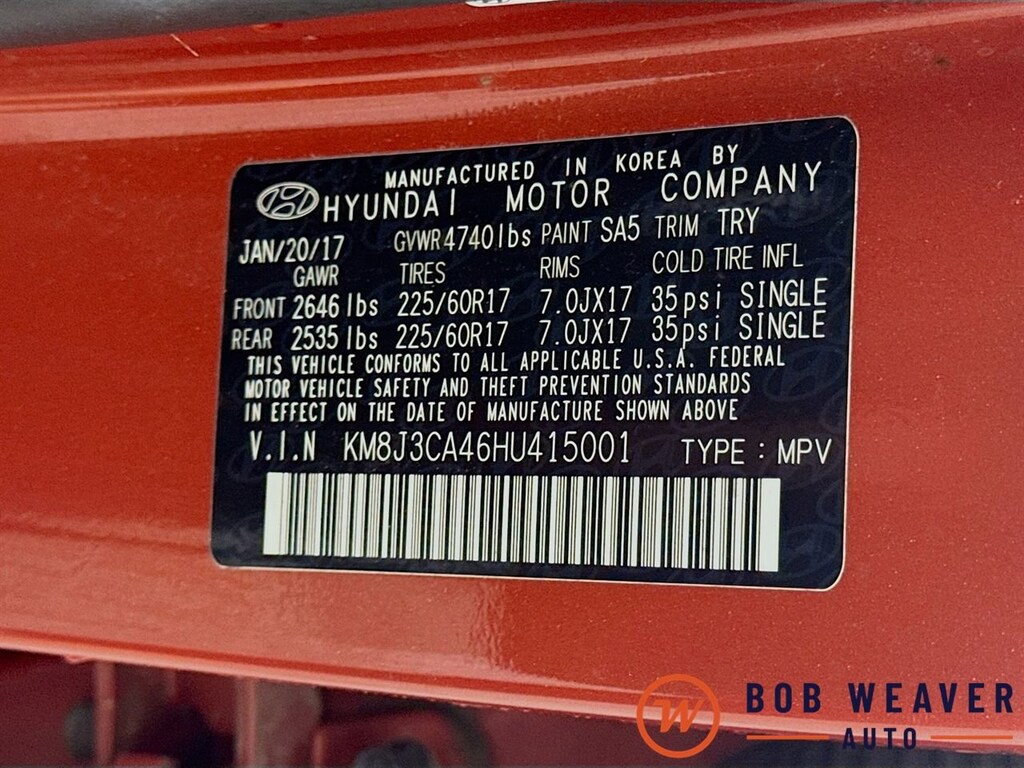 MANUFACTURED IN KOREA BY
HYUNDAI MOTOR COMPANY
JAN/20/17 GVWR 4740lbs PAINT SA5 TRIM TRY
GAWR TIRES RIMS COLD TIRE INFL
FRONT 2646 lbs 225/60R17 7.0JX17 35psi SINGLE
REAR 2535 lbs 225/60R17 7.0JX17 35psi SINGLE
THIS VEHICLE CONFORMS TO ALL APPLICABLE U.S.A. FEDERAL
MOTOR VEHICLE SAFETY AND THEFT PREVENTION STANDARDS
IN EFFECT ON THE DATE OF MANUFACTURE SHOWN ABOVE
V.I.N KM8J3CA46HU415001 TYPE : MPV
W BOB WEAVER
AUTO